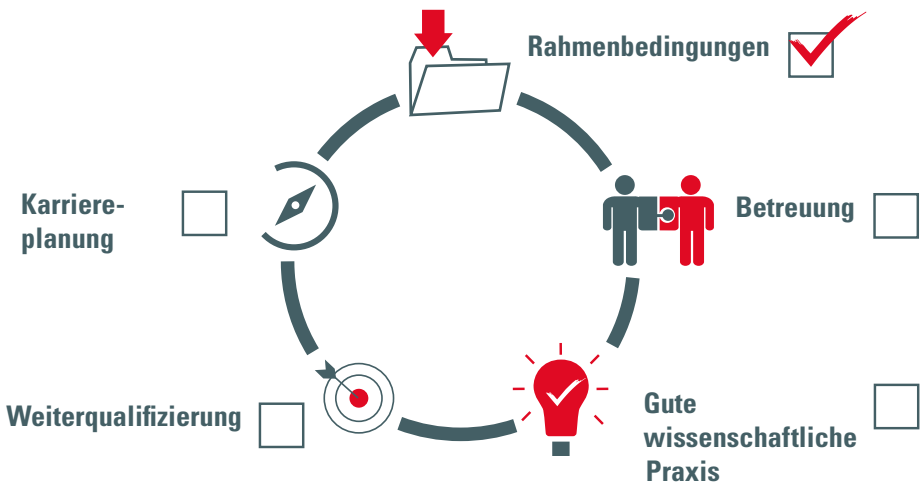 Rahmenbedingungen
Betreuung
Gute
wissenschaftliche
Praxis
Weiterqualifizierung
Karriere-
planung